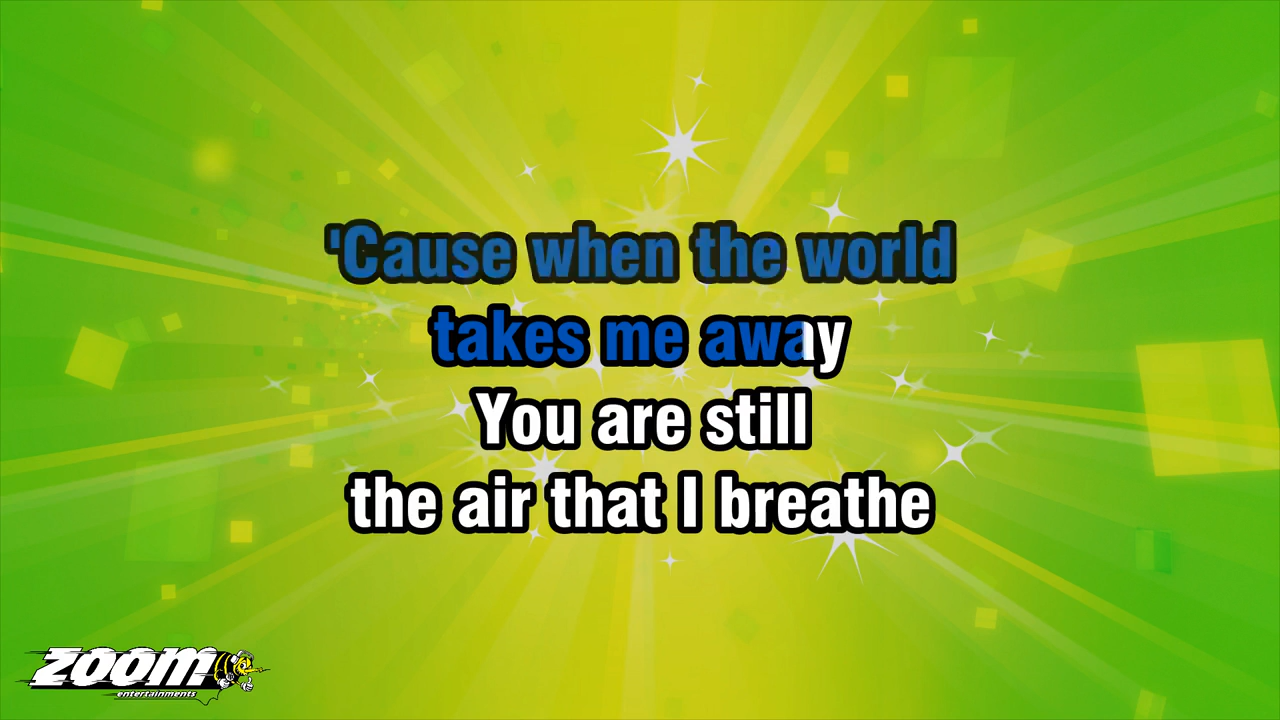 'Cause when the world
takes me away
You are still
the air that I breathe
zoom
entertainments